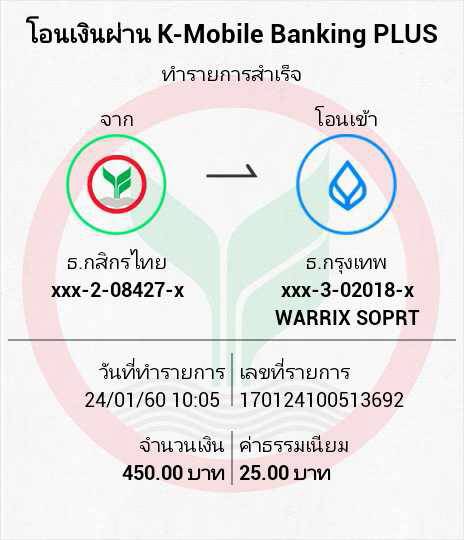 โอนเงินผ่าน K-Mobile Banking PLUS
ทำรายการสำเร็จ
จาก
โอนเข้า
ธ.กสิกรไทย
xxx-2-08427-x
ธ.กรุงเทพ
xxx-3-02018-x
WARRIX SOPRT
วันที่ทำรายการ
24/01/60 10:05
เลขที่รายการ
170124100513692
จำนวนเงิน
450.00 บาท
ค่าธรรมเนียม
25.00 บาท